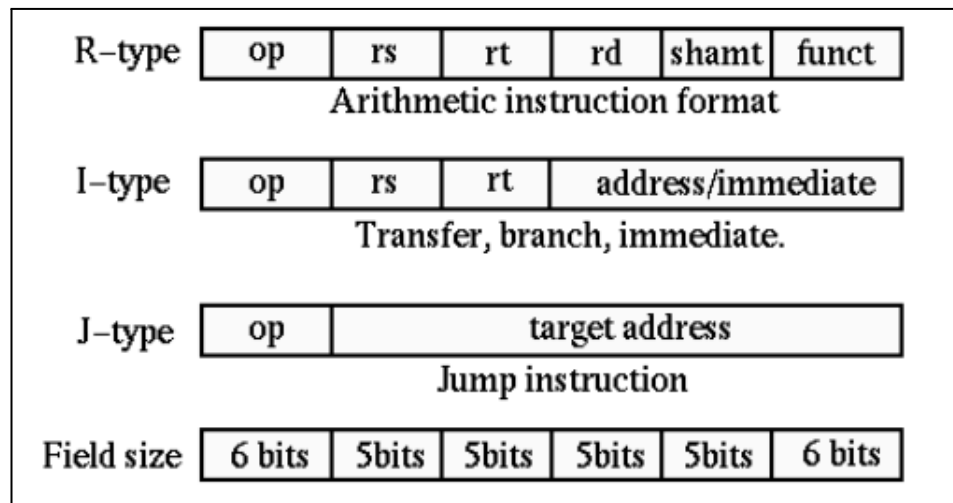 R-type op rs rt rd shamt funct
Arithmetic instruction format
I-type op rs rt address/immediate
Transfer, branch, immediate.
J-type op target address
Jump instruction
Field size 6 bits 5bits 5bits 5bits 5bits 6 bits